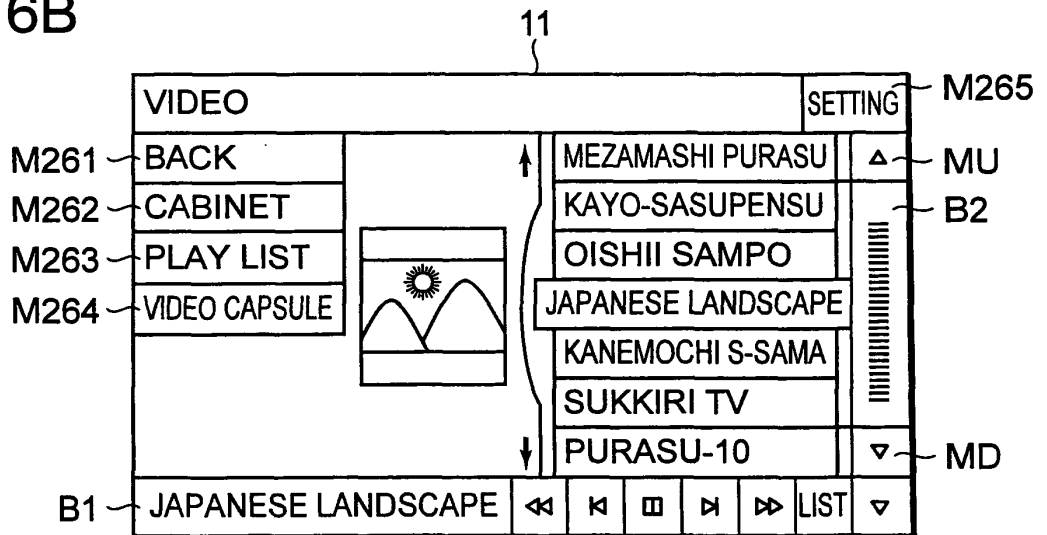 6B
11
VIDEO SETTING M265
M261 BACK MEZAMASHI PURASU MU
M262 CABINET KAYO-SASUPENSU B2
M263 PLAY LIST OISHII SAMPO
M264 VIDEO CAPSULE JAPANESE LANDSCAPE
KANEMOCHI S-SAMA
SUKKIRI TV
PURASU-10 MD
B1 JAPANESE LANDSCAPE LIST